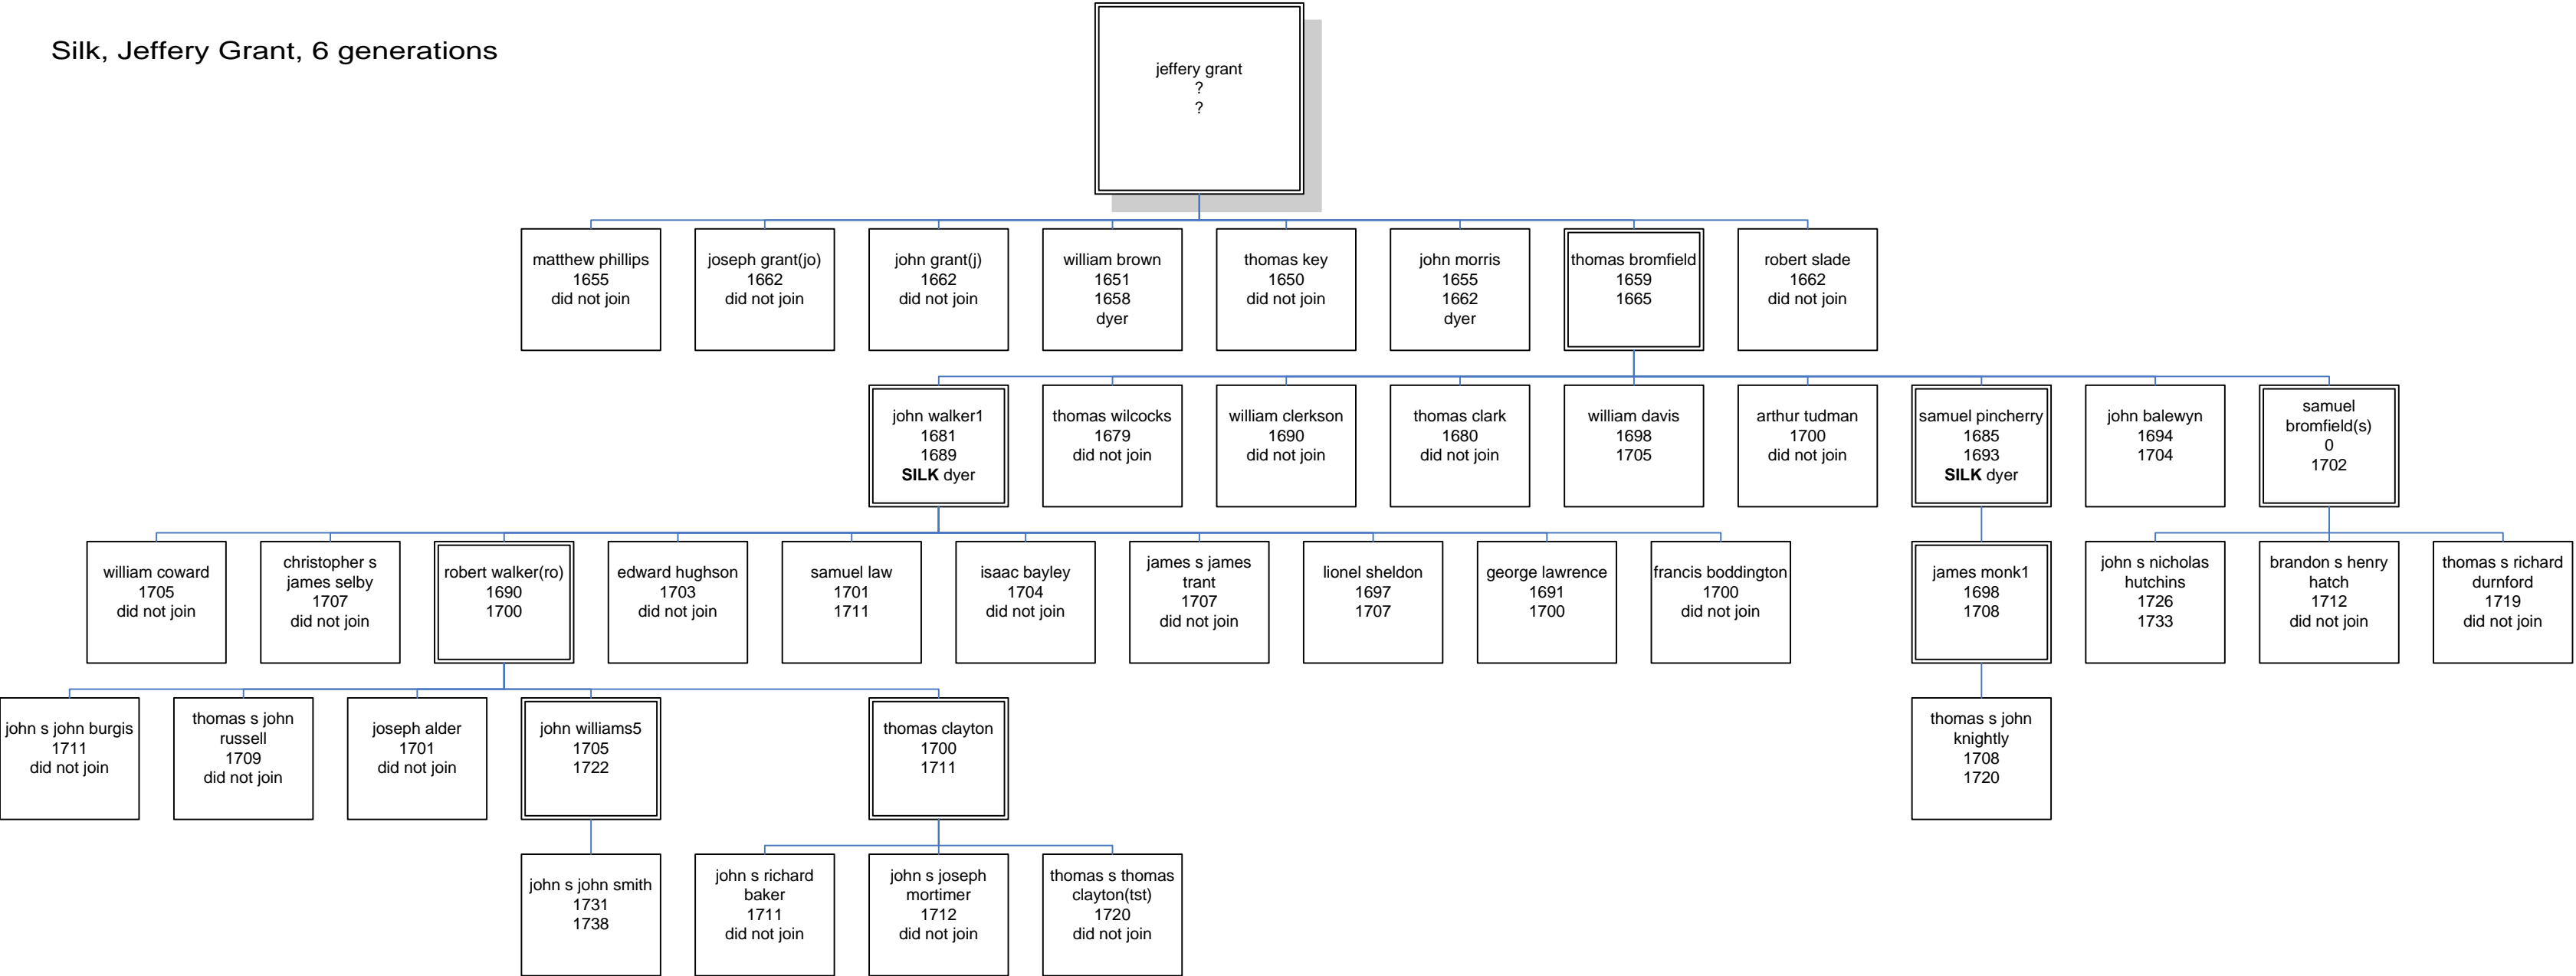 Silk, Jeffery Grant, 6 generations
jeffery grant
?
?
matthew phillips
1655
did not join
joseph grant(jo)
1662
did not join
john grant(j)
1662
did not join
william brown
1651
1658
dyer
thomas key
1650
did not join
john morris
1655
1662
dyer
thomas bromfield
1659
1665
robert slade
1662
did not join
john walker1
1681
1689
SILK dyer
thomas wilcocks
1679
did not join
william clerkson
1690
did not join
thomas clark
1680
did not join
william davis
1698
1705
arthur tudman
1700
did not join
samuel pincherry
1685
1693
SILK dyer
john balewyn
1694
1704
samuel
bromfield(s)
0
1702
william coward
1705
did not join
christopher s
james selby
1707
did not join
robert walker(ro)
1690
1700
edward hughson
1703
did not join
samuel law
1701
1711
isaac bayley
1704
did not join
james s james
trant
1707
did not join
lionel sheldon
1697
1707
george lawrence
1691
1700
francis boddington
1700
did not join
james monk1
1698
1708
john s nicholas
hutchins
1726
1733
brandon s henry
hatch
1712
did not join
thomas s richard
durnford
1719
did not join
john s john burgis
1711
did not join
thomas s john
russell
1709
did not join
joseph alder
1701
did not join
john williams5
1705
1722
thomas clayton
1700
1711
thomas s john
knightly
1708
1720
john s john smith
1731
1738
john s richard
baker
1711
did not join
john s joseph
mortimer
1712
did not join
thomas s thomas
clayton(tst)
1720
did not join